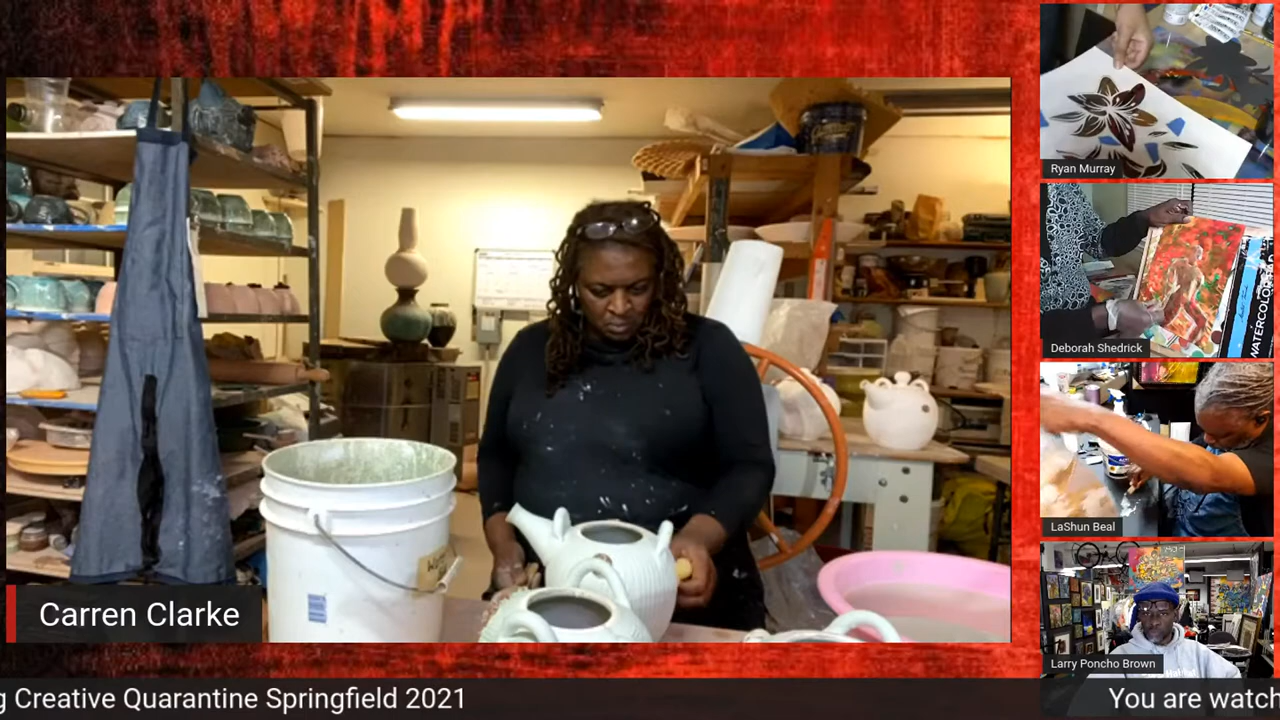 Ryan Murray
Deborah Shedrick
WATERCOLOR
LaShun Beal
Larry Poncho Brown
Carren Clarke
g Creative Quarantine Springfield 2021
You are watch